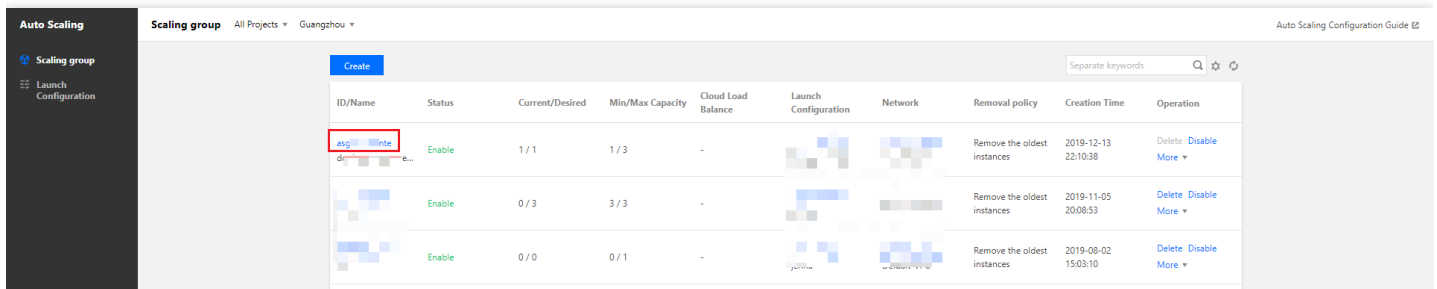 Auto Scaling
Scaling group All Projects Guangzhou
Auto Scaling Configuration Guide
Scaling group
Launch
Configuration
Create
Separate keywords
ID/Name Status Current/Desired Min/Max Capacity Cloud Load Balance Launch Configuration Network Removal policy Creation Time Operation
asg nte Enable 1 / 1 1 / 3 - Remove the oldest instances 2019-12-13 22:10:38 Delete Disable More
Enable 0 / 3 3 / 3 - Remove the oldest instances 2019-11-05 20:08:53 Delete Disable More
Enable 0 / 0 0 / 1 - Remove the oldest instances 2019-08-02 15:03:10 Delete Disable More